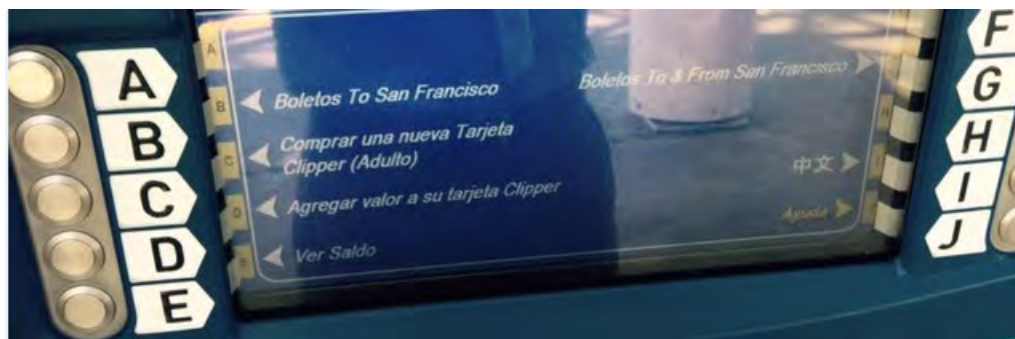 A
B
C
D
E
A
B
C
D
E
Boletos To San Francisco
Comprar una nueva Tarjeta
Clipper (Adulto)
Agregar valor a su tarjeta Clipper
Ver Saldo
Boletos To & From San Francisco
中文
Ayuda
H
I
F
G
H
I
J